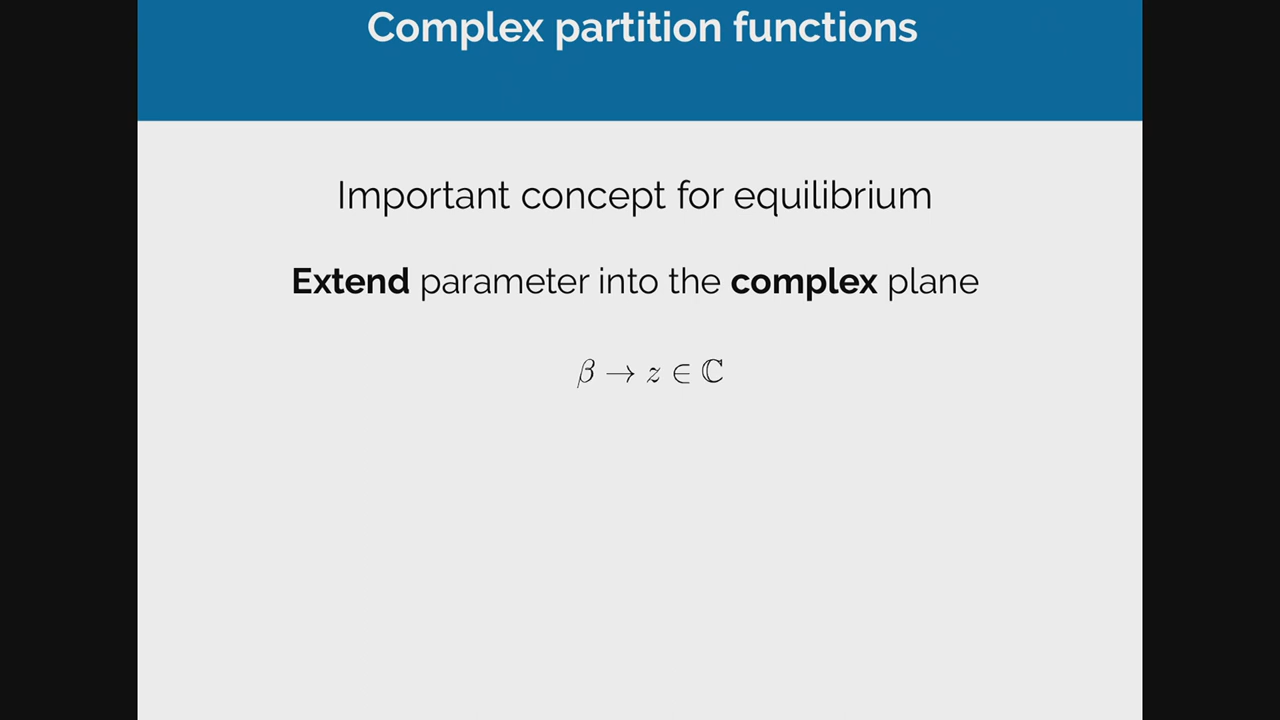 Complex partition functions
Important concept for equilibrium
Extend parameter into the complex plane
β → z ∈ ℂ